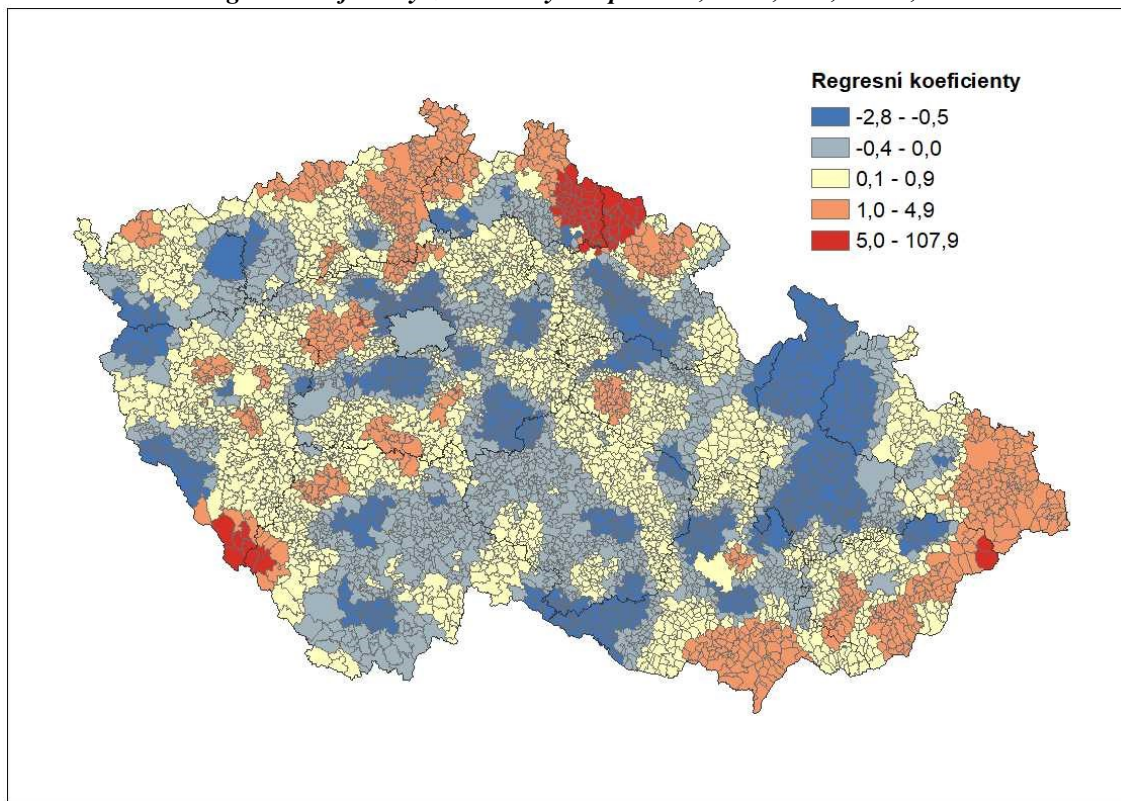 Regresní koeficienty
-2,8 - -0,5
-0,4 - 0,0
0,1 - 0,9
1,0 - 4,9
5,0 - 107,9